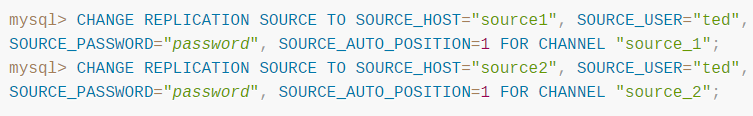 mysql> CHANGE REPLICATION SOURCE TO SOURCE_HOST="source1", SOURCE_USER="ted",
SOURCE_PASSWORD="password", SOURCE_AUTO_POSITION=1 FOR CHANNEL "source_1";
mysql> CHANGE REPLICATION SOURCE TO SOURCE_HOST="source2", SOURCE_USER="ted",
SOURCE_PASSWORD="password", SOURCE_AUTO_POSITION=1 FOR CHANNEL "source_2";